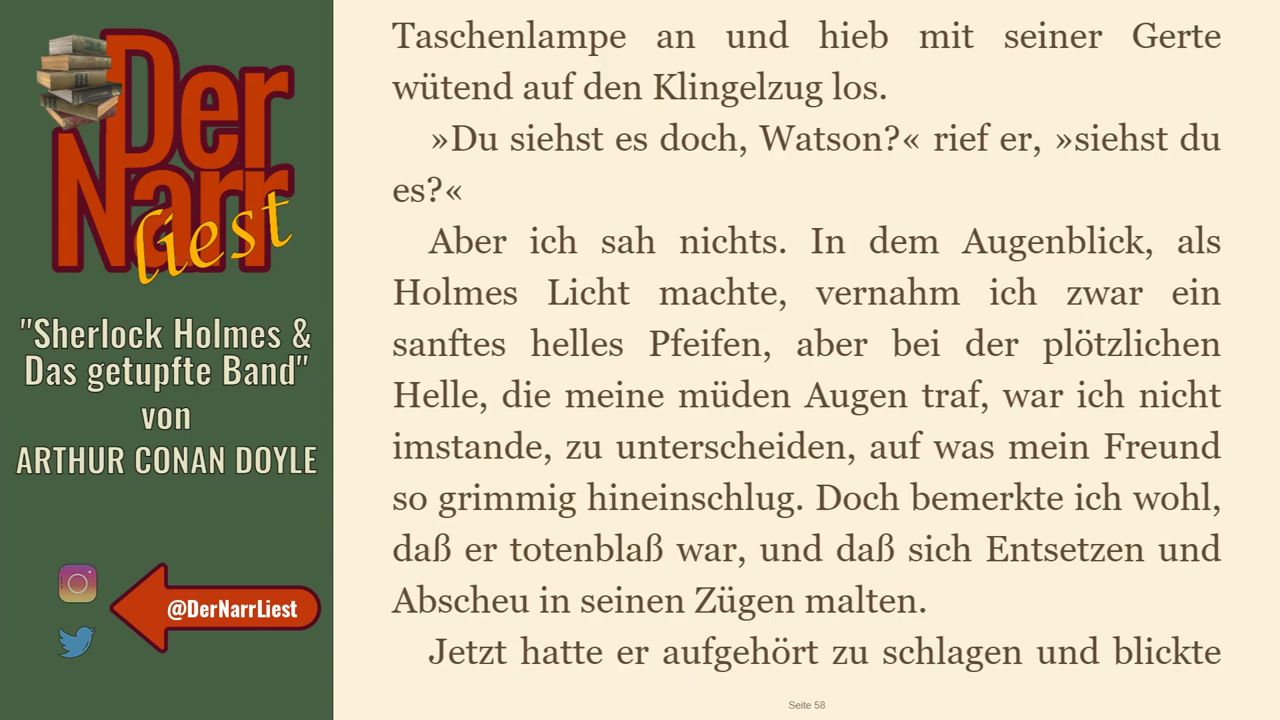 Der
Narr
liest
"Sherlock Holmes &
Das getupfte Band"
von
ARTHUR CONAN DOYLE
@DerNarrLiest
Taschenlampe an und hieb mit seiner Gerte
wütend auf den Klingelzug los.
»Du siehst es doch, Watson?« rief er, »siehst du
es?«
Aber ich sah nichts. In dem Augenblick, als
Holmes Licht machte, vernahm ich zwar ein
sanftes helles Pfeifen, aber bei der plötzlichen
Helle, die meine müden Augen traf, war ich nicht
imstande, zu unterscheiden, auf was mein Freund
so grimmig hineinschlug. Doch bemerkte ich wohl,
daß er totenblaß war, und daß sich Entsetzen und
Abscheu in seinen Zügen malten.
Jetzt hatte er aufgehört zu schlagen und blickte
Seite 58